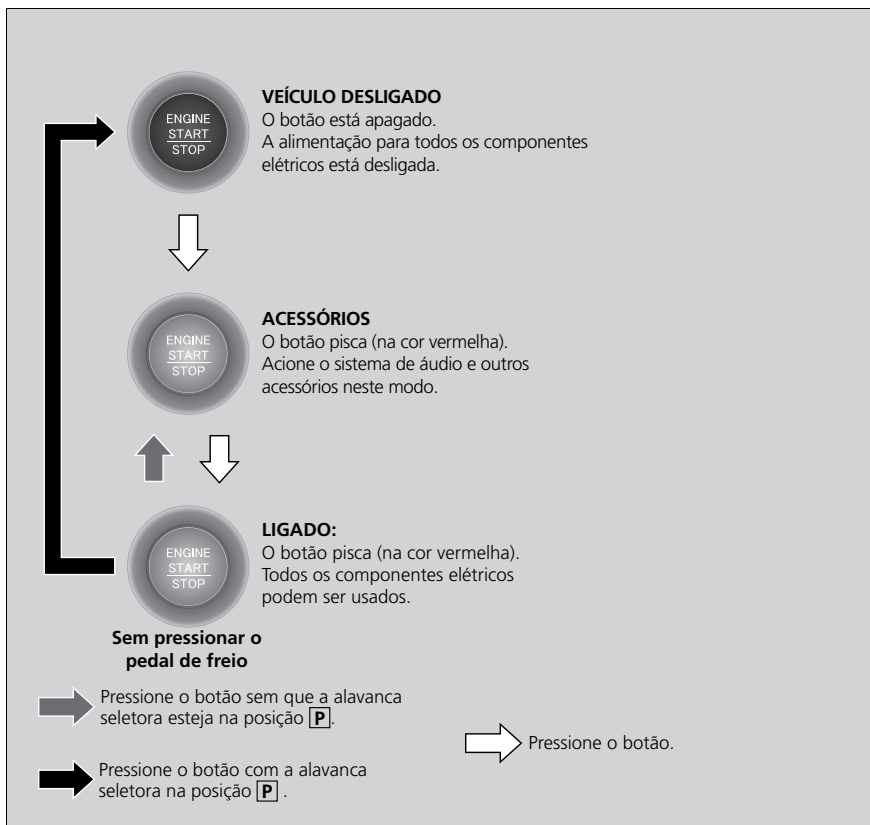 ENGINE
START
STOP
VEÍCULO DESLIGADO
O botão está apagado.
A alimentação para todos os componentes
elétricos está desligada.
ENGINE
START
STOP
ACESSÓRIOS
O botão pisca (na cor vermelha).
Acione o sistema de áudio e outros
acessórios neste modo.
ENGINE
START
STOP
LIGADO:
O botão pisca (na cor vermelha).
Todos os componentes elétricos
podem ser usados.
Sem pressionar o
pedal de freio
Pressione o botão sem que a alavanca
seletora esteja na posição P.
Pressione o botão.
Pressione o botão com a alavanca
seletora na posição P .